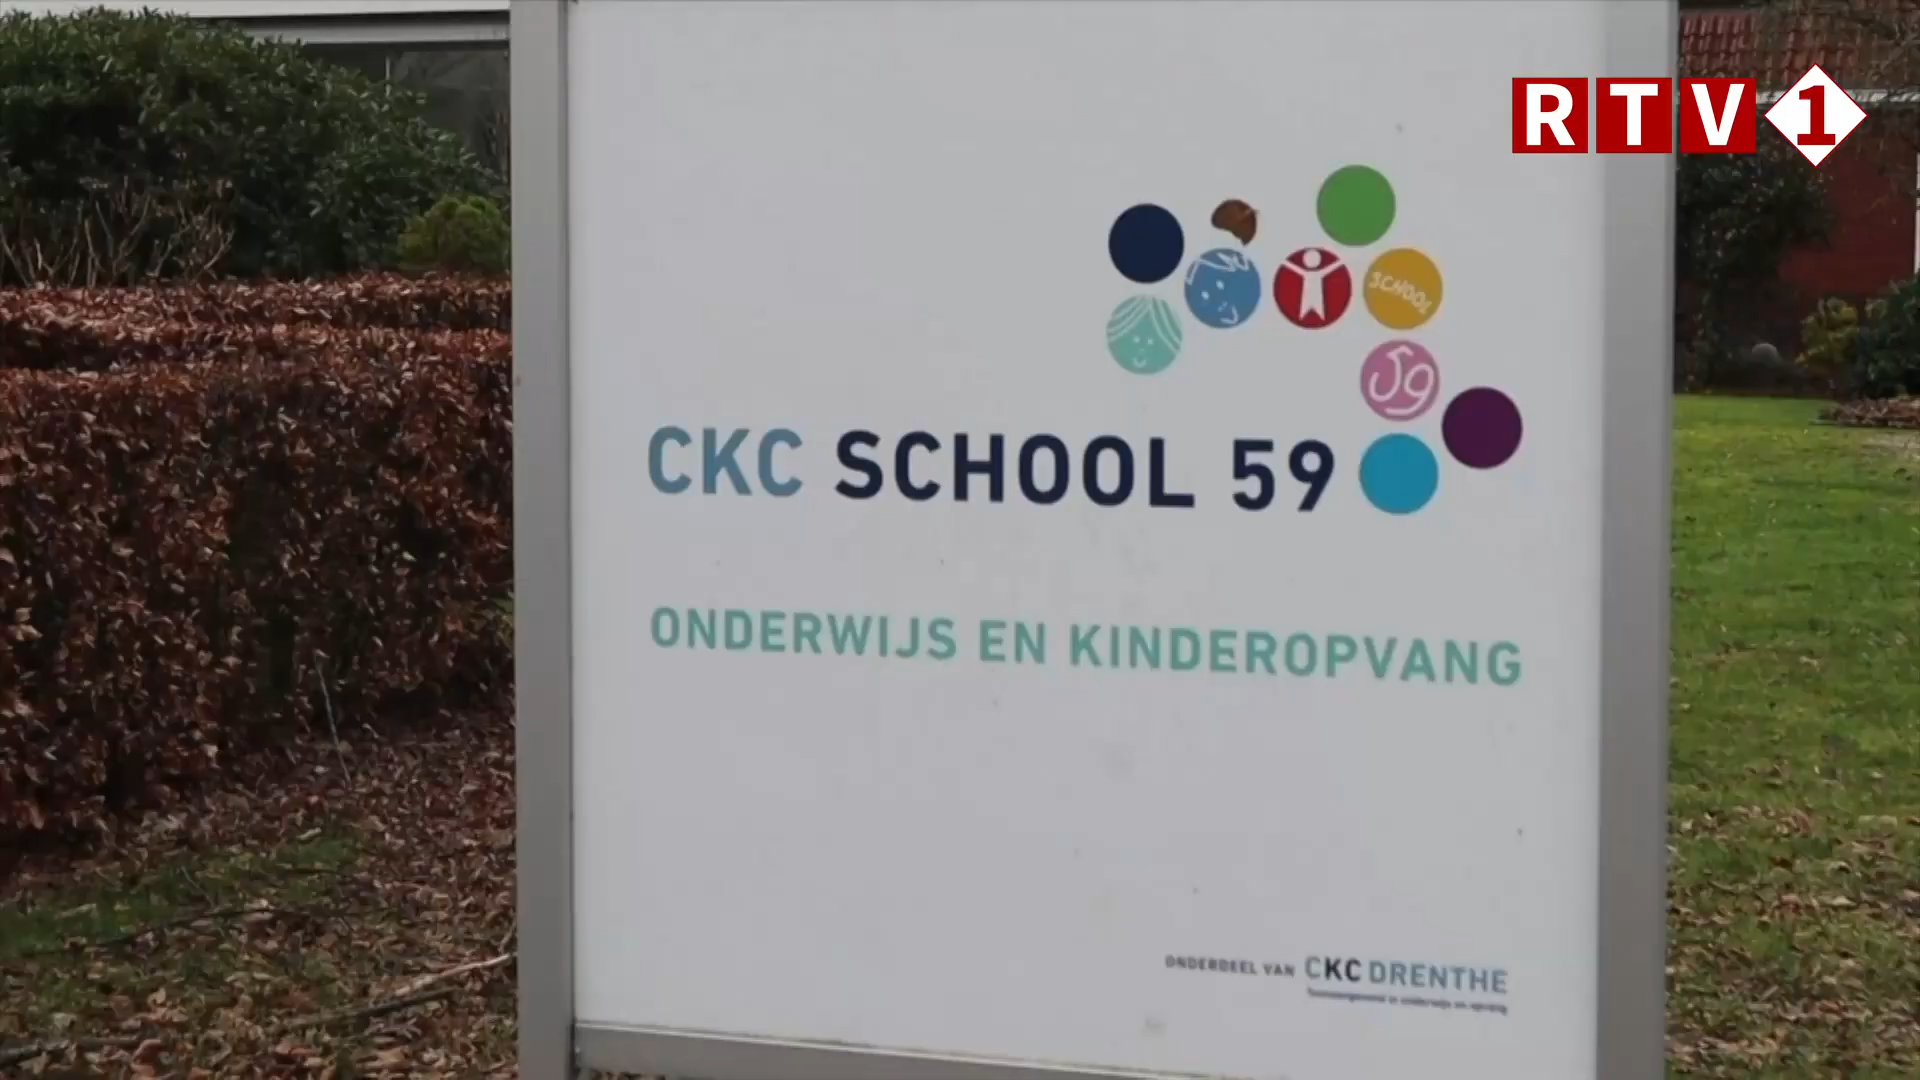 RTV1
SCHOOL
59
CKC SCHOOL 59
ONDERWIJS EN KINDEROPVANG
ONDERDEEL VAN CKC DRENTHE